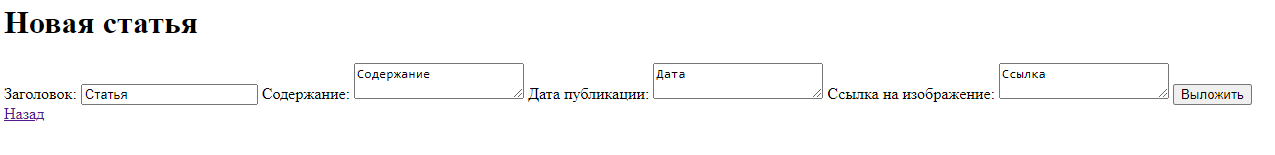 Новая статья
Заголовок: Статья Содержание: Содержание Дата публикации: Дата Ссылка на изображение: Ссылка Выложить
Назад